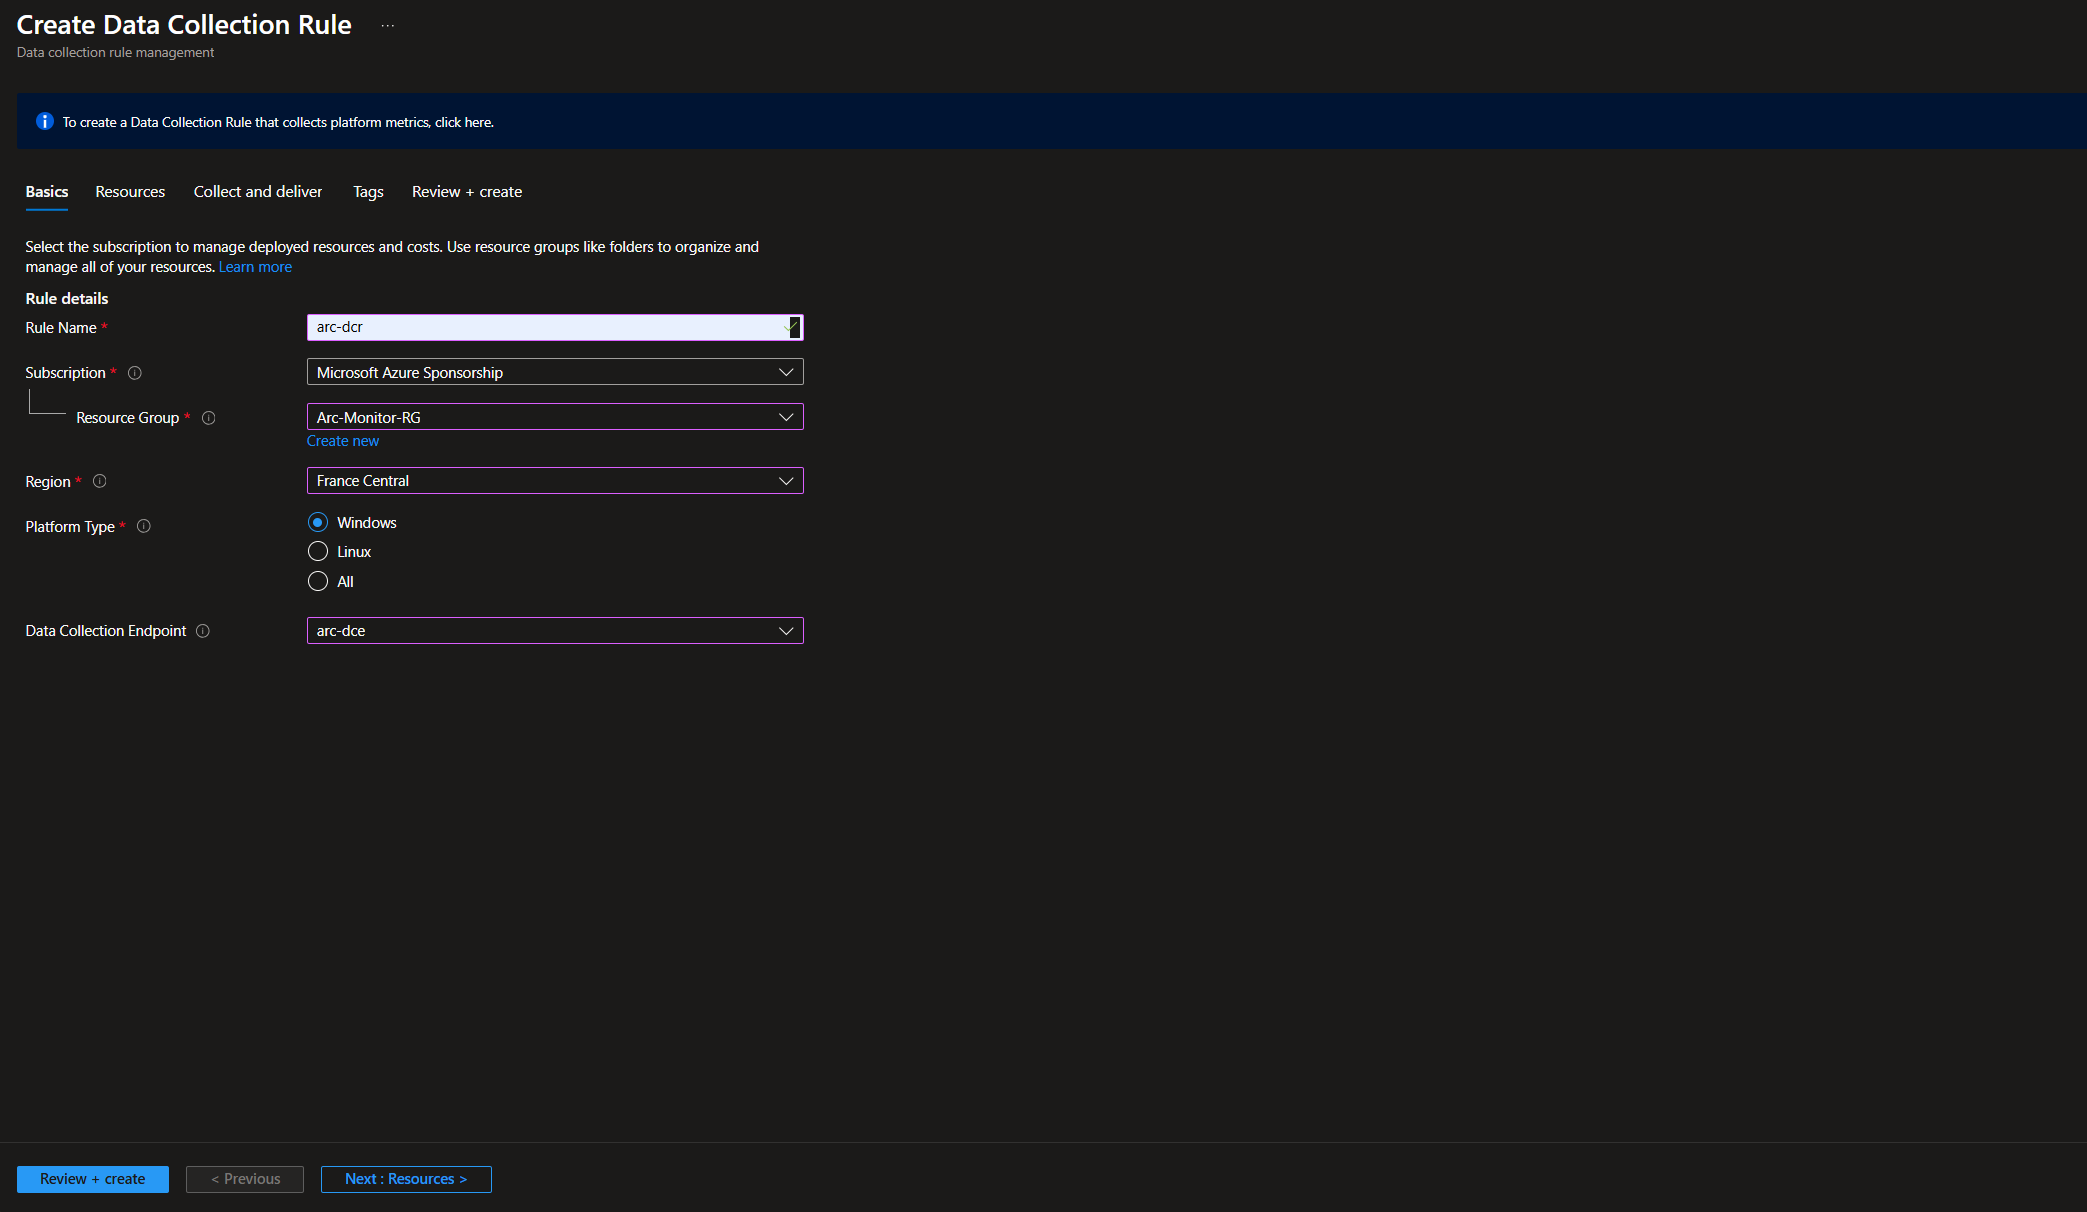 Create Data Collection Rule ...
Data collection rule management
To create a Data Collection Rule that collects platform metrics, click here.
Basics Resources Collect and deliver Tags Review + create
Select the subscription to manage deployed resources and costs. Use resource groups like folders to organize and
manage all of your resources. Learn more
Rule details
Rule Name * arc-dcr
Subscription * Microsoft Azure Sponsorship
Resource Group * Arc-Monitor-RG
Create new
Region * France Central
Platform Type * Windows
Linux
All
Data Collection Endpoint arc-dce
Review + create < Previous Next : Resources >